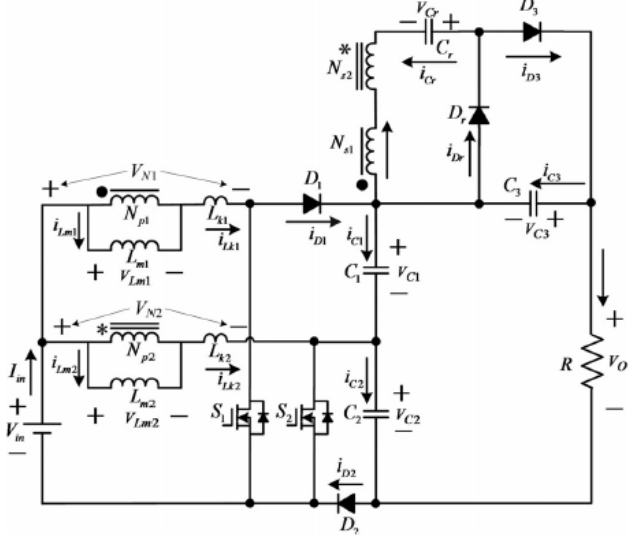 − V_Cr + D_3
* C_r
N_s2 i_Cr i_D3
D_r
N_s1 i_Dr
V_N1 C_3 i_C3
+ − D_1 − V_C3 +
N_p1 L_k1
i_Lm1 i_Lk1 i_D1 i_C1 +
L_m1 C_1 V_C1
+ V_Lm1 − −
V_N2
+ − +
* N_p2 L_k2
I_in i_Lm2 i_Lk2 i_C2 R V_O
L_m2 S_1 S_2 C_2 + V_C2
+ V_Lm2 − − −
+
V_in
− i_D2
D_2